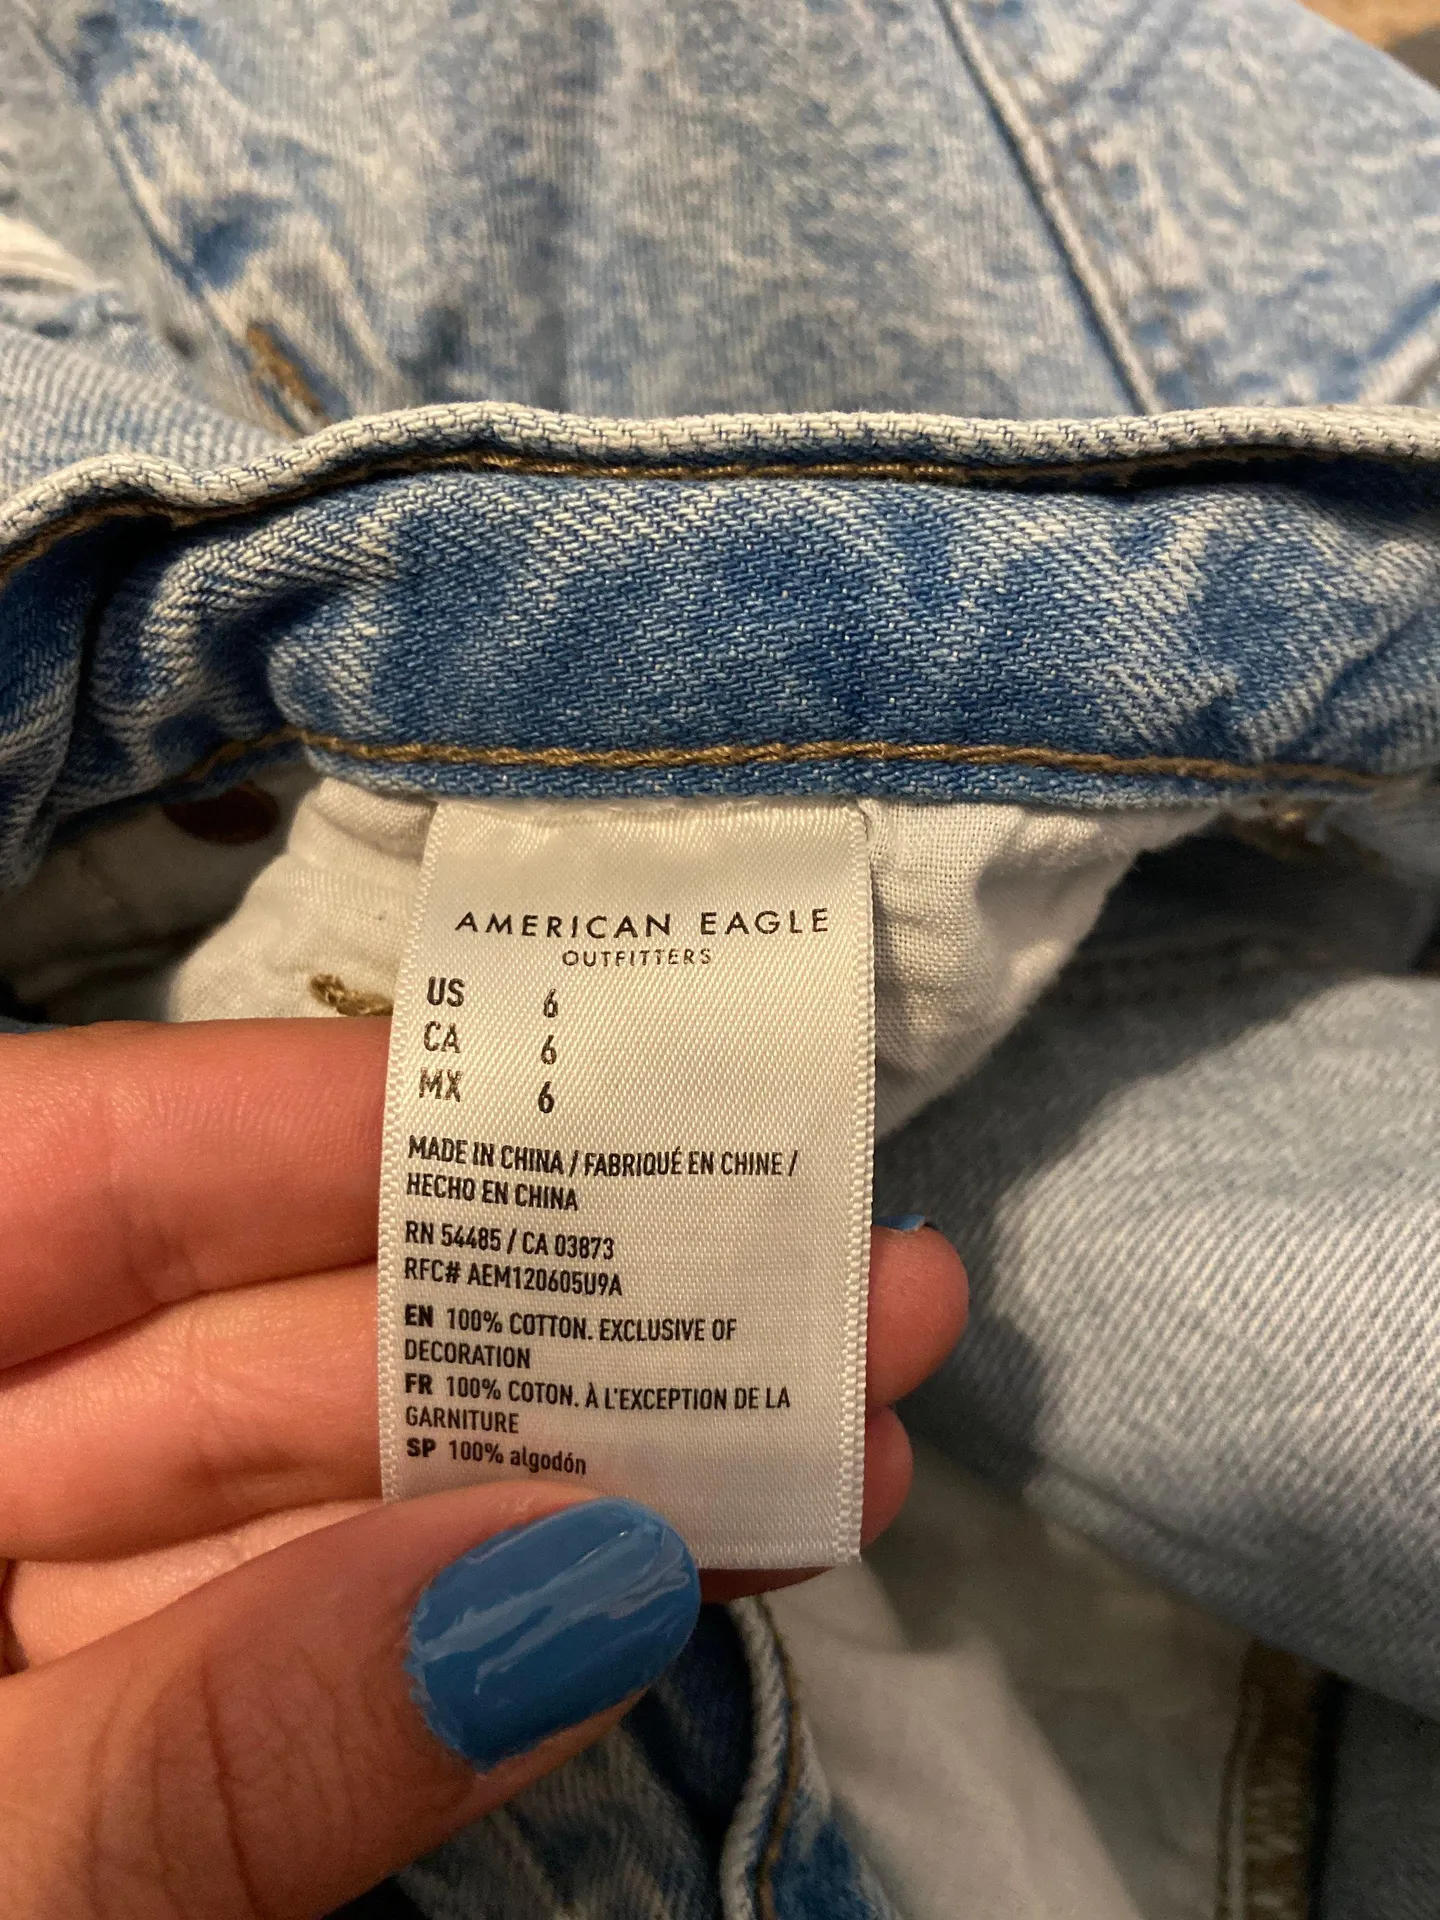 AMERICAN EAGLE
OUTFITTERS
US 6
CA 6
MX 6
MADE IN CHINA / FABRIQUÉ EN CHINE /
HECHO EN CHINA
RN 54485 / CA 03873
RFC# AEM120605U9A
EN 100% COTTON. EXCLUSIVE OF
DECORATION
FR 100% COTON. À L'EXCEPTION DE LA
GARNITURE
SP 100% algodón